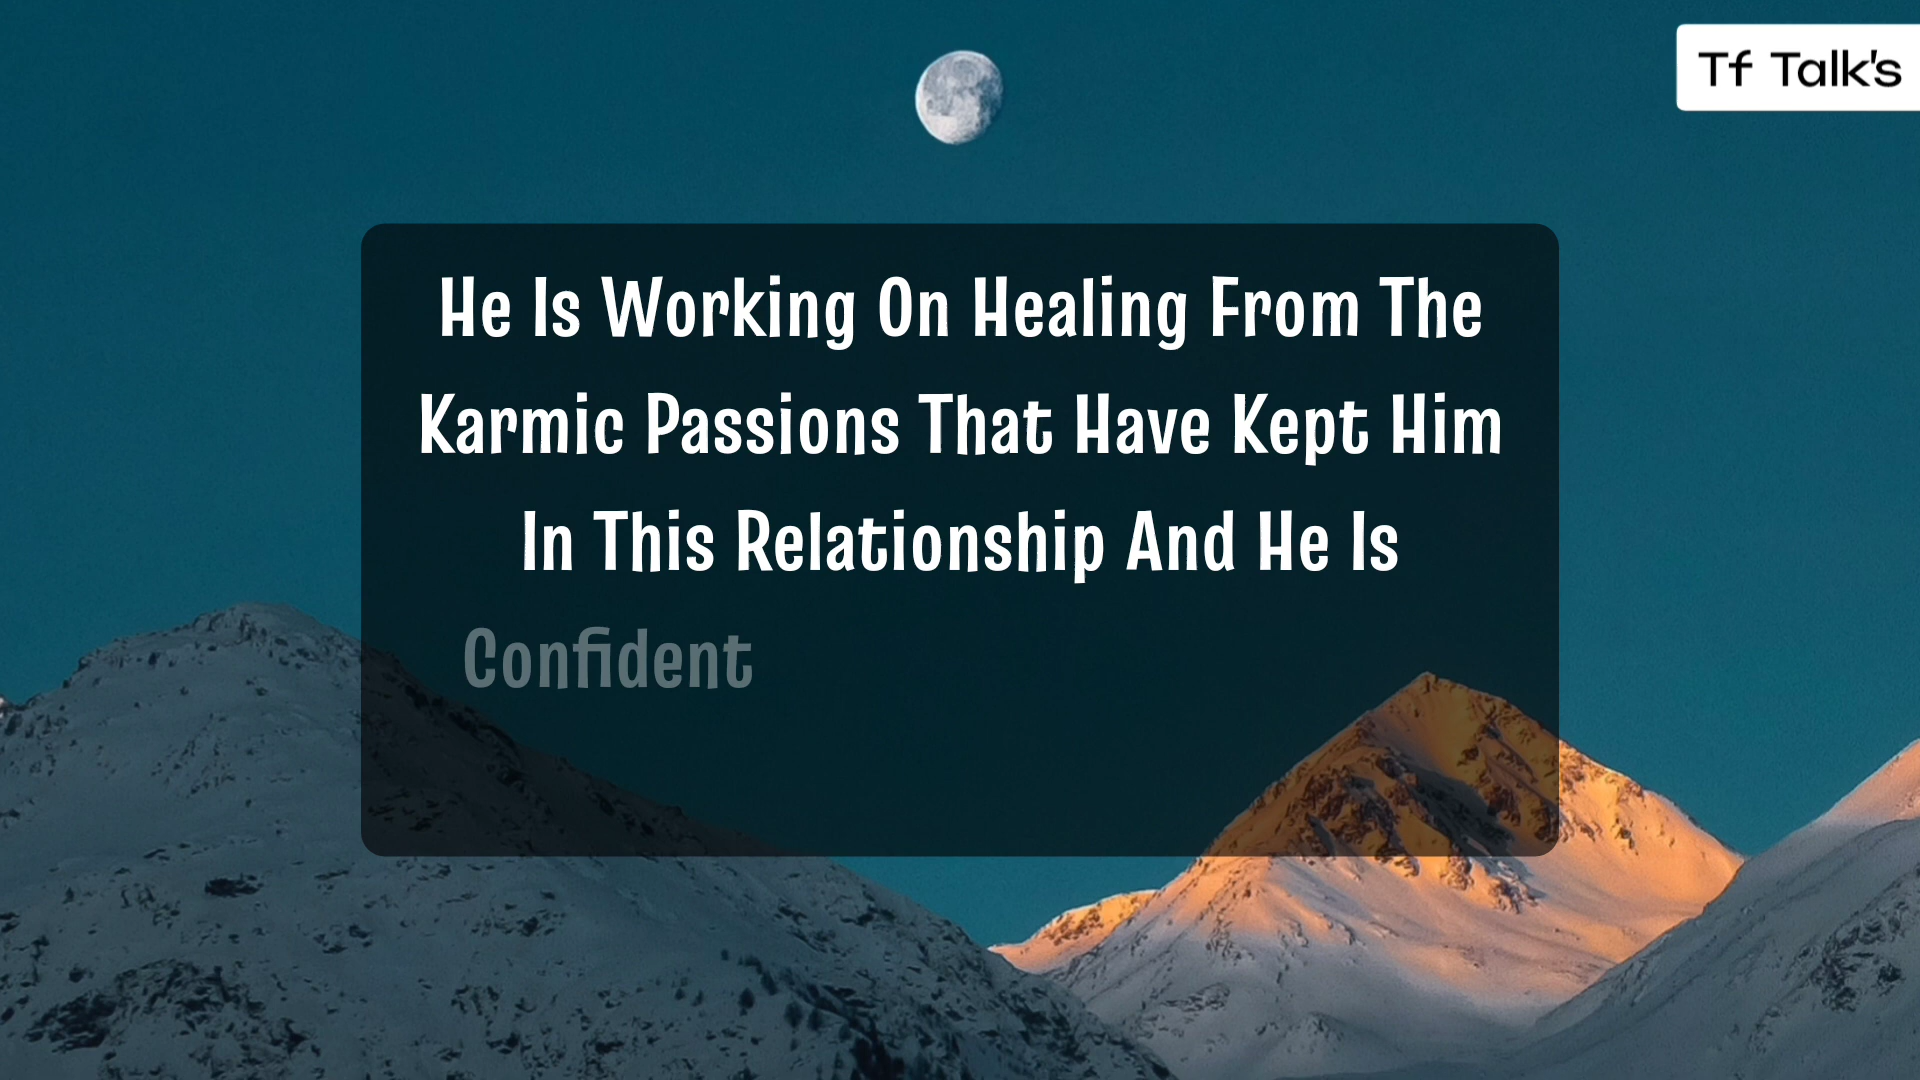 Tf Talk's
He Is Working On Healing From The
Karmic Passions That Have Kept Him
In This Relationship And He Is
Confident